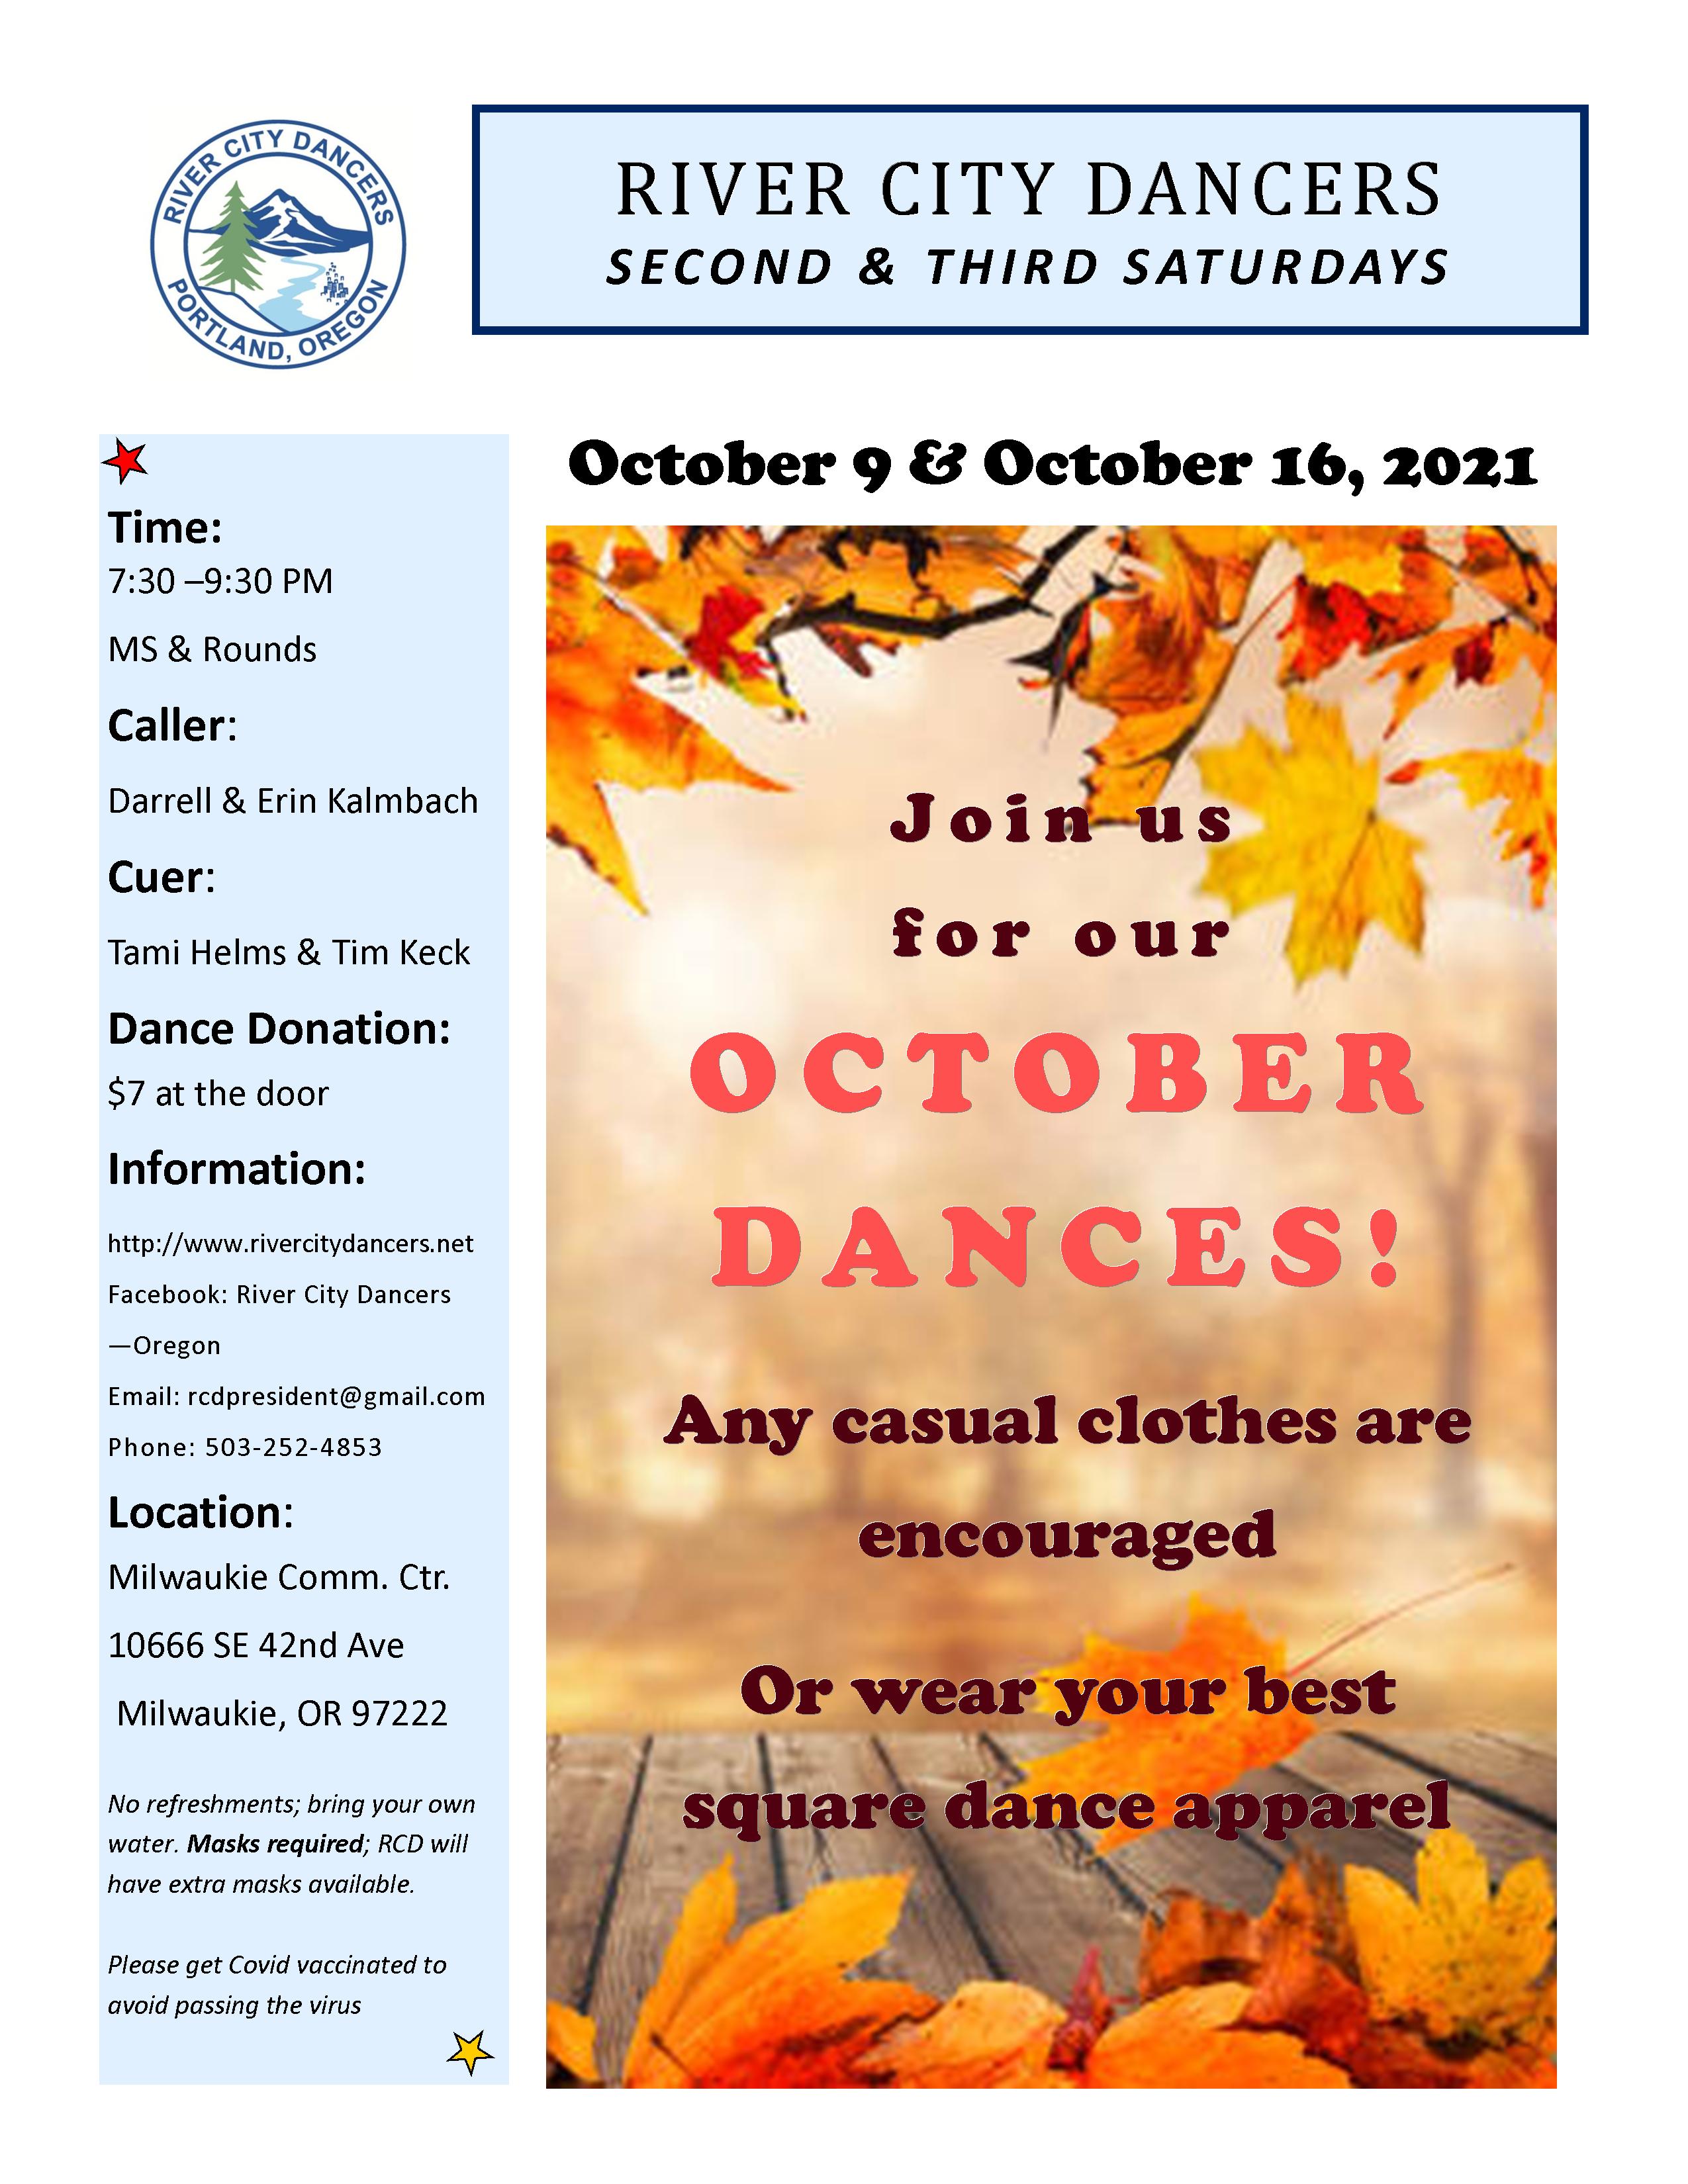 RIVER CITY DANCERS
PORTLAND, OREGON
RIVER CITY DANCERS
SECOND & THIRD SATURDAYS
October 9 & October 16, 2021
Time:
7:30 –9:30 PM
MS & Rounds
Caller:
Darrell & Erin Kalmbach
Cuer:
Tami Helms & Tim Keck
Dance Donation:
$7 at the door
Information:
http://www.rivercitydancers.net
Facebook: River City Dancers
—Oregon
Email: rcdpresident@gmail.com
Phone: 503-252-4853
Location:
Milwaukie Comm. Ctr.
10666 SE 42nd Ave
Milwaukie, OR 97222
No refreshments; bring your own
water. Masks required; RCD will
have extra masks available.
Please get Covid vaccinated to
avoid passing the virus
Join us
for our
OCTOBER
DANCES!
Any casual clothes are
encouraged
Or wear your best
square dance apparel